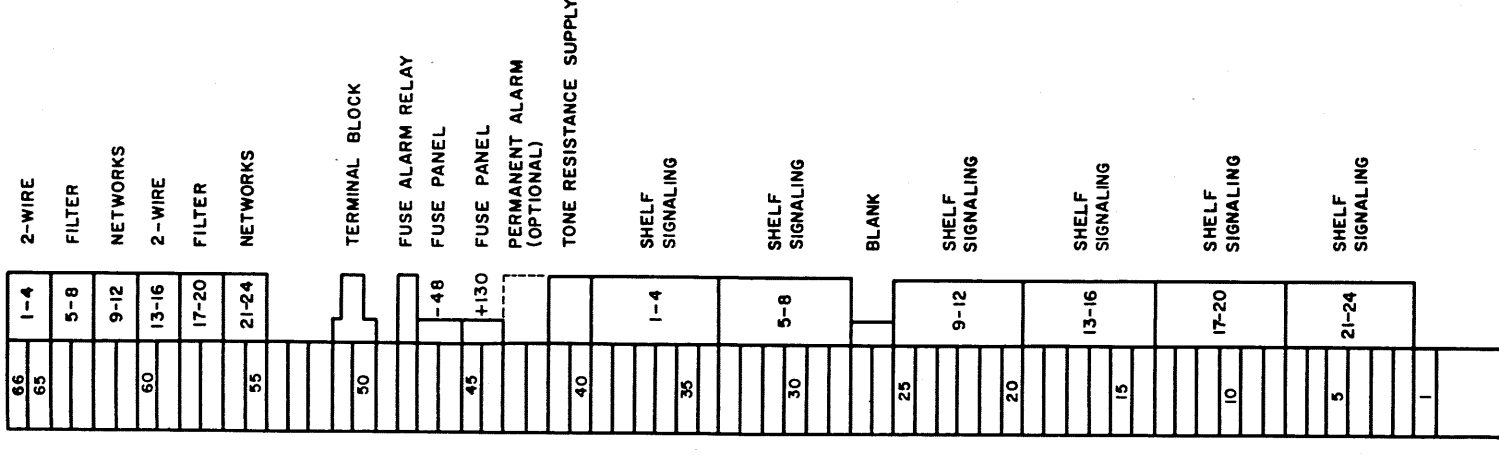 2-WIRE
FILTER
NETWORKS
2-WIRE
FILTER
NETWORKS
TERMINAL BLOCK
FUSE ALARM RELAY
FUSE PANEL
FUSE PANEL
PERMANENT ALARM
(OPTIONAL)
TONE RESISTANCE SUPPLY
SHELF
SIGNALING
SHELF
SIGNALING
BLANK
SHELF
SIGNALING
SHELF
SIGNALING
SHELF
SIGNALING
SHELF
SIGNALING
1-4
5-8
9-12
13-16
17-20
21-24
-48
+130
1-4
5-8
9-12
13-16
17-20
21-24
66
65
60
55
50
45
40
35
30
25
20
15
10
5
1